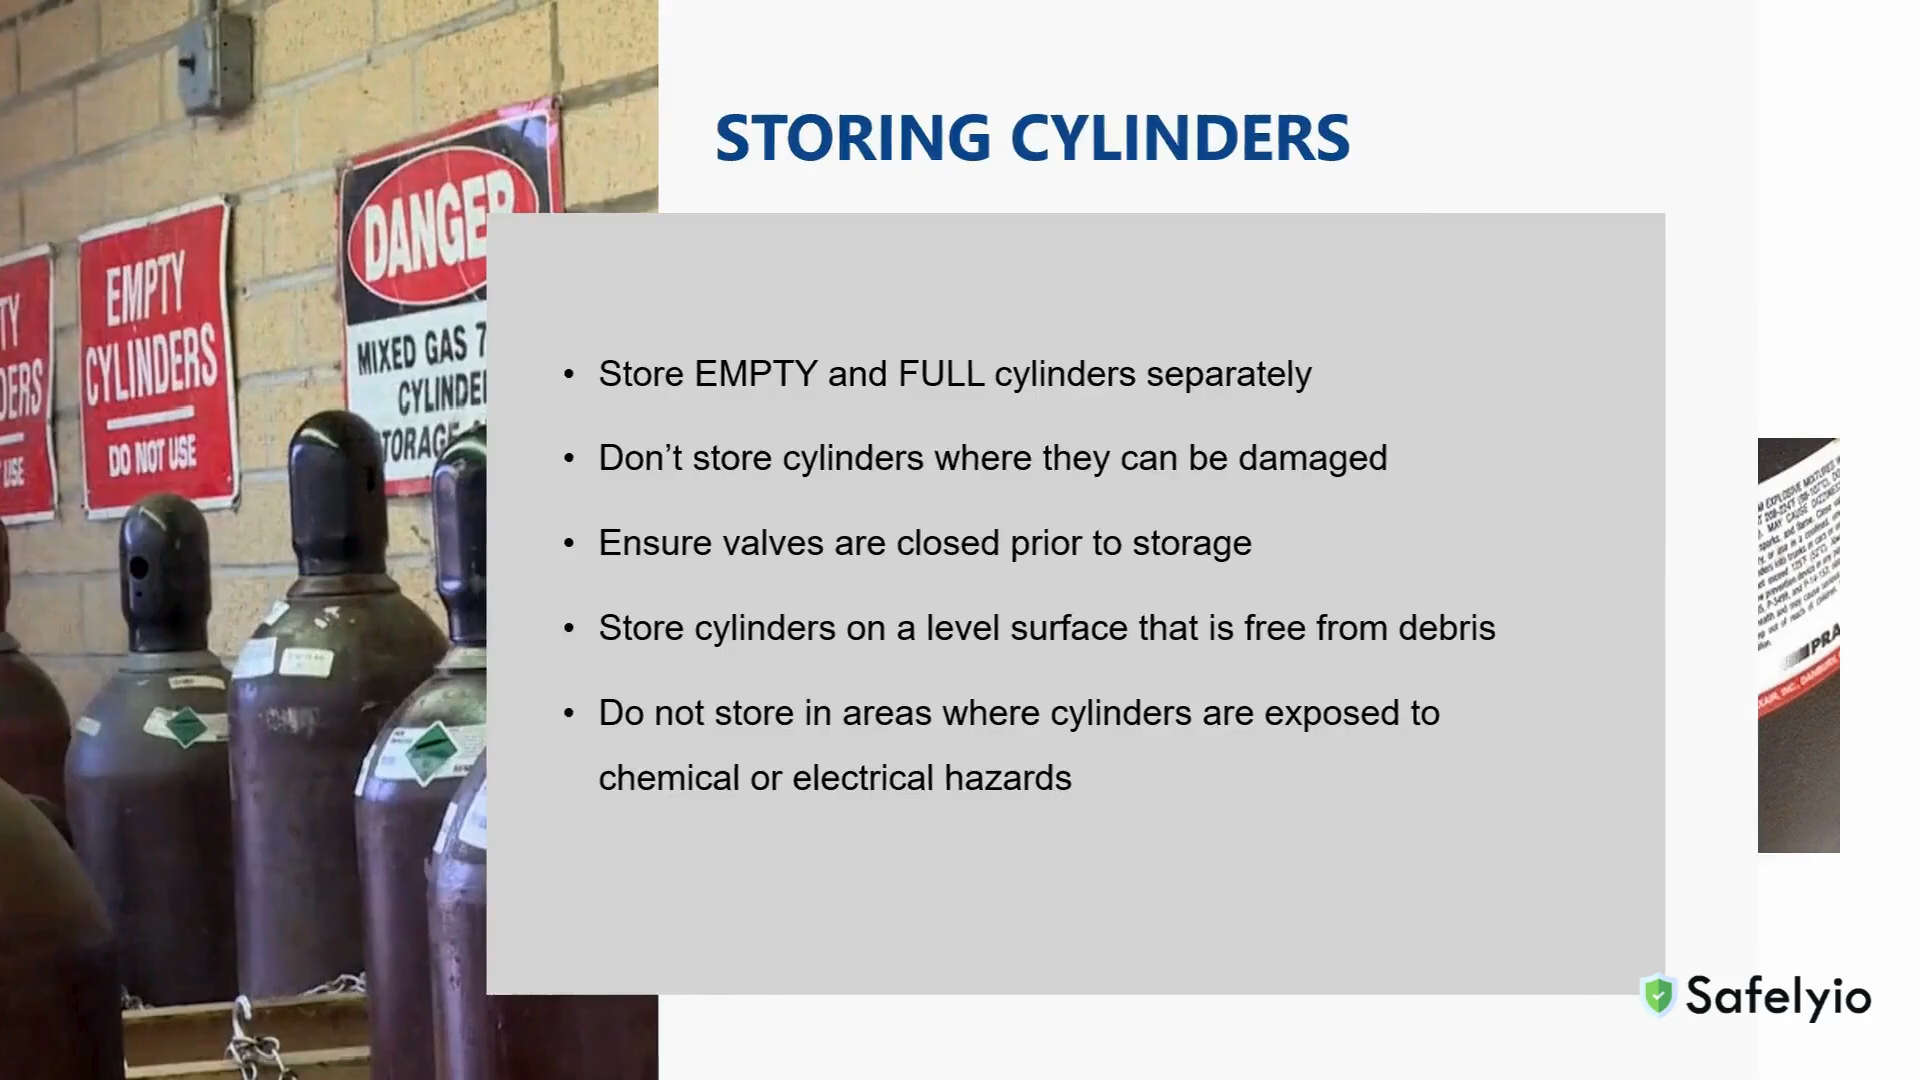 STORING CYLINDERS
DANGER
EMPTY
CYLINDERS
DO NOT USE
MIXED GAS 7
• Store EMPTY and FULL cylinders separately
• Don’t store cylinders where they can be damaged
• Ensure valves are closed prior to storage
• Store cylinders on a level surface that is free from debris
• Do not store in areas where cylinders are exposed to
chemical or electrical hazards
USE
Safelyio